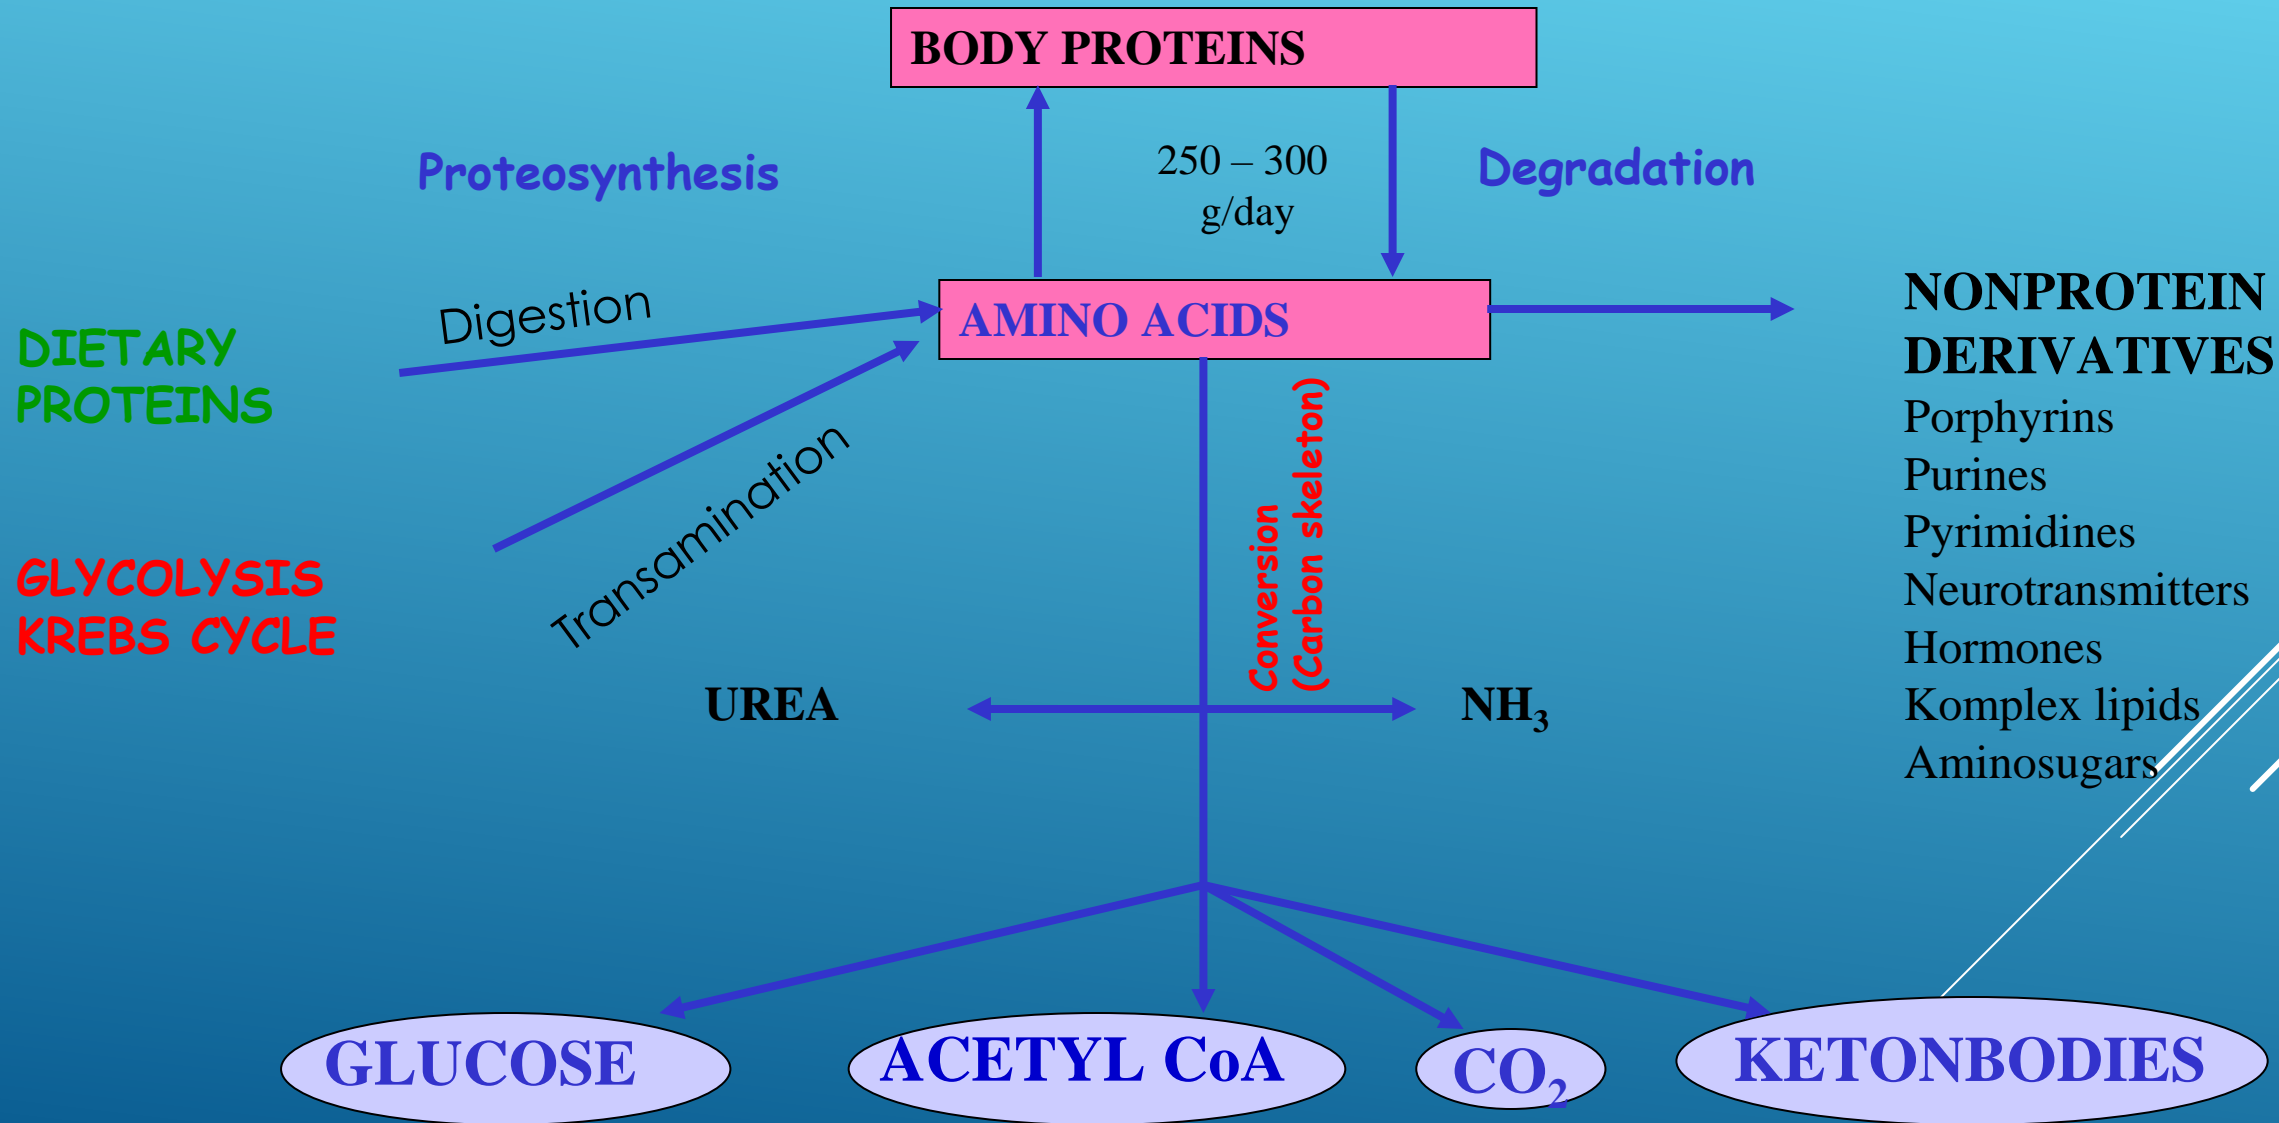 BODY PROTEINS
Proteosynthesis
250 – 300
g/day
Degradation
DIETARY
PROTEINS
Digestion
AMINO ACIDS
GLYCOLYSIS
KREBS CYCLE
Transamination
Conversion
(Carbon skeleton)
NONPROTEIN
DERIVATIVES
Porphyrins
Purines
Pyrimidines
Neurotransmitters
Hormones
Komplex lipids
Aminosugars
UREA
NH₃
GLUCOSE
ACETYL CoA
CO₂
KETONBODIES